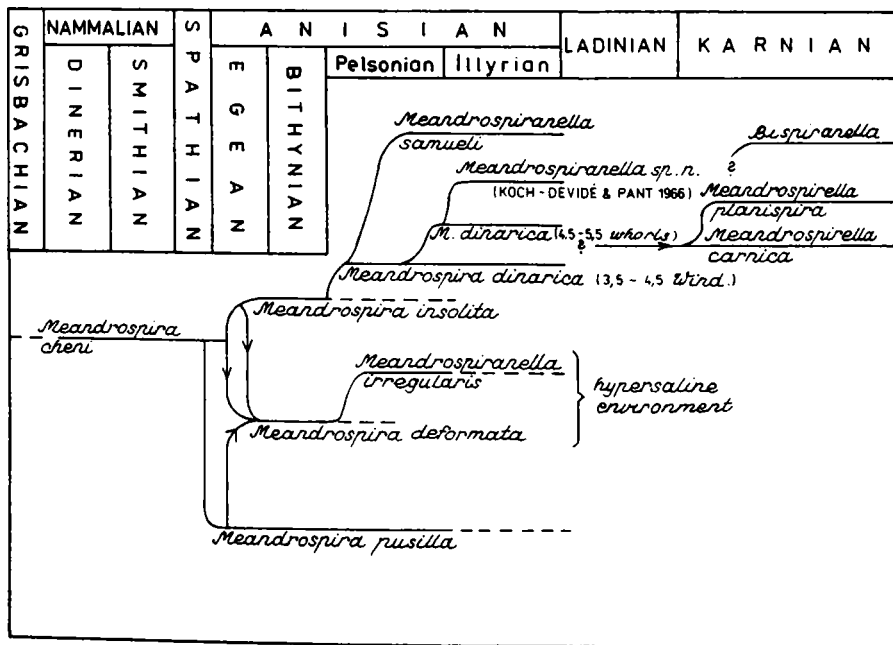 GRISBACHIAN
NAMMALIAN
DINERIAN
SMITHIAN
SPATHIAN
ANISIAN
EGEAN
BITHYNIAN
Pelsonian
Illyrian
LADINIAN
KARNIAN
Meandrospiranella
samueli
Bispiranella
?
Meandrospiranella sp. n.
(KOCH-DEVIDÉ & PANT 1966)
Meandrospirella
planispira
M. dinarica (4,5-5,5 whorls)
?
Meandrospirella
carnica
Meandrospira dinarica (3,5 - 4,5 Wind.)
Meandrospira insolita
Meandrospira
cheni
Meandrospiranella
irregularis
hypersaline
environment
Meandrospira deformata
Meandrospira pusilla